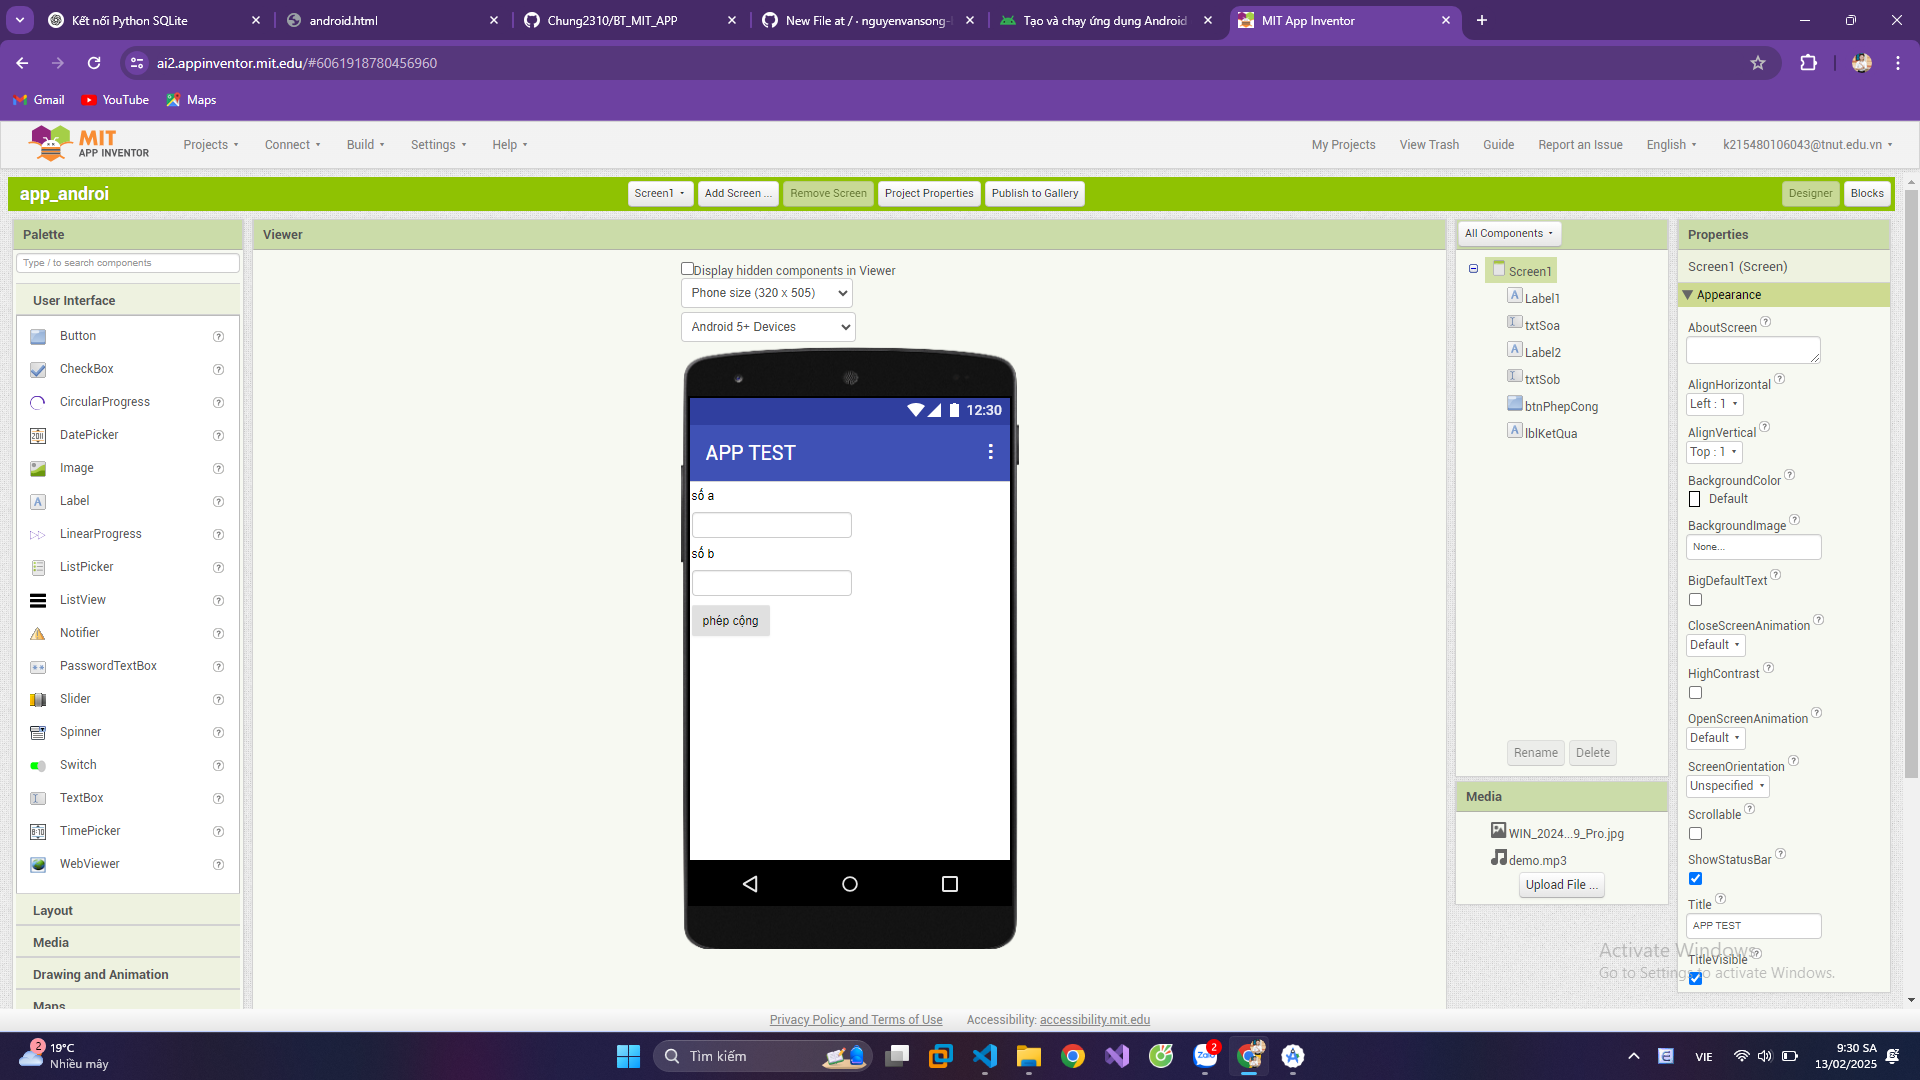 Kết nối Python SQLite
android.html
Chung2310/BT_MIT_APP
New File at / · nguyenvansong-
Tạo và chạy ứng dụng Android
MIT App Inventor
ai2.appinventor.mit.edu/#6061918780456960
Gmail
YouTube
Maps
MIT
APP INVENTOR
Projects
Connect
Build
Settings
Help
My Projects
View Trash
Guide
Report an Issue
English
k215480106043@tnut.edu.vn
app_androi
Screen1
Add Screen ...
Remove Screen
Project Properties
Publish to Gallery
Designer
Blocks
Palette
Type / to search components
User Interface
Button
CheckBox
CircularProgress
DatePicker
Image
Label
LinearProgress
ListPicker
ListView
Notifier
PasswordTextBox
Slider
Spinner
Switch
TextBox
TimePicker
WebViewer
Layout
Media
Drawing and Animation
Maps
Viewer
Display hidden components in Viewer
Phone size (320 x 505)
Android 5+ Devices
12:30
APP TEST
số a
số b
phép cộng
All Components
Screen1
Label1
txtSoa
Label2
txtSob
btnPhepCong
lblKetQua
Rename
Delete
Media
WIN_2024...9_Pro.jpg
demo.mp3
Upload File ...
Properties
Screen1 (Screen)
Appearance
AboutScreen
AlignHorizontal
Left : 1
AlignVertical
Top : 1
BackgroundColor
Default
BackgroundImage
None...
BigDefaultText
CloseScreenAnimation
Default
HighContrast
OpenScreenAnimation
Default
ScreenOrientation
Unspecified
Scrollable
ShowStatusBar
Title
APP TEST
TitleVisible
Activate Windows
Go to Settings to activate Windows.
Privacy Policy and Terms of Use
Accessibility: accessibility.mit.edu
2
19°C
Nhiều mây
Tìm kiếm
Zalo
2
VIE
9:30 SA
13/02/2025